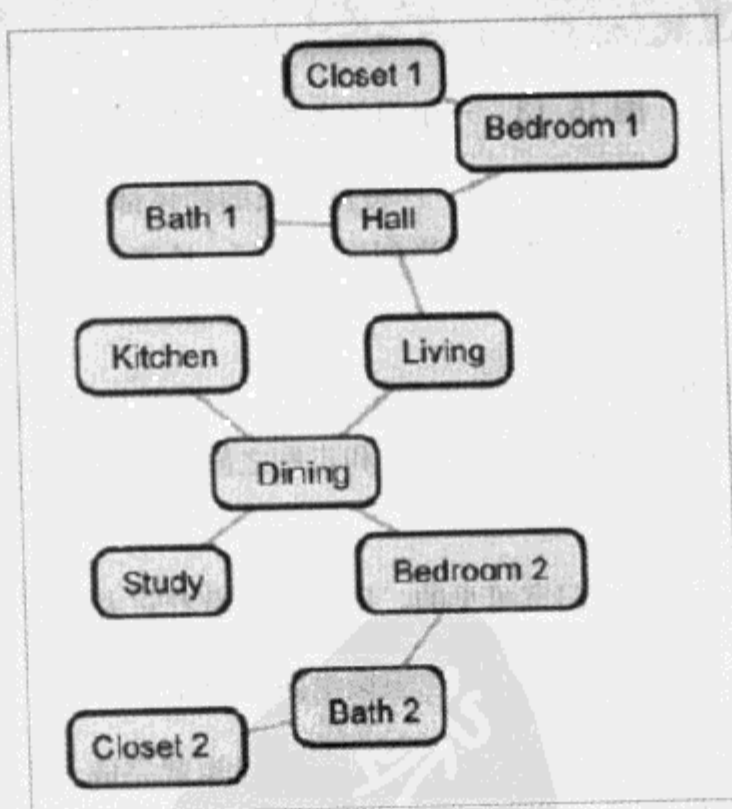 Closet 1
Bedroom 1
Bath 1
Hall
Kitchen
Living
Dining
Study
Bedroom 2
Bath 2
Closet 2